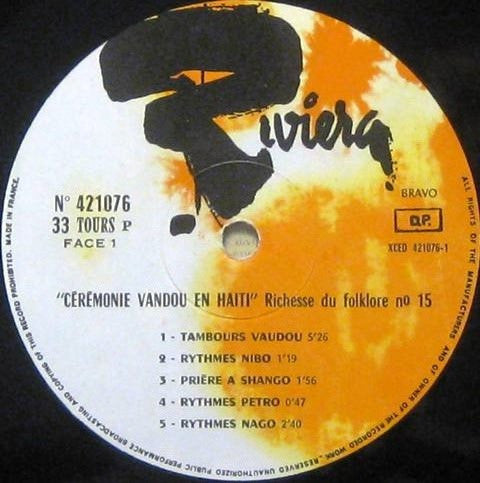 Riviera
N° 421076
33 TOURS P
FACE 1
BRAVO
D.P.
XCED 421076-1
"CÉRÉMONIE VANDOU EN HAITI" Richesse du folklore no 15
1 - TAMBOURS VAUDOU 5'26
2 - RYTHMES NIBO 1'19
3 - PRIÈRE A SHANGO 1'56
4 - RYTHMES PETRO 0'47
5 - RYTHMES NAGO 2'40
ALL RIGHTS OF THE MANUFACTURERS AND OF OWNER OF THE RECORDED WORK_RESERVED UNAUTHORIZED PUBLIC PERFORMANCE BROADCASTING AND COPYING OF THIS RECORD PROHIBITED. MADE IN FRANCE.